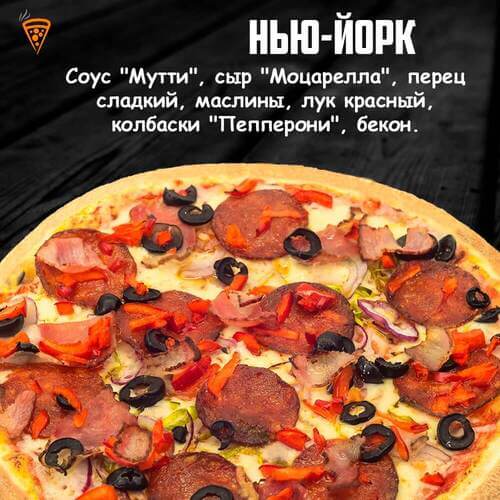 НЬЮ-ЙОРК
Соус "Мутти", сыр "Моцарелла", перец
сладкий, маслины, лук красный,
колбаски "Пепперони", бекон.